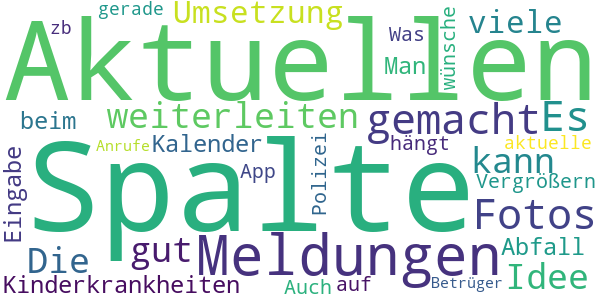 gerade Umsetzung wünsche viele
zb Was
Aktuellen
Man
beim weiterleiten gemacht Es
Anrufe Kalender hängt aktuelle
Spalte
Eingabe App Polizei kann
Vergrößern
Fotos
Die gut Meldungen Abfall
Idee
Kinderkrankheiten Auch auf Betrüger